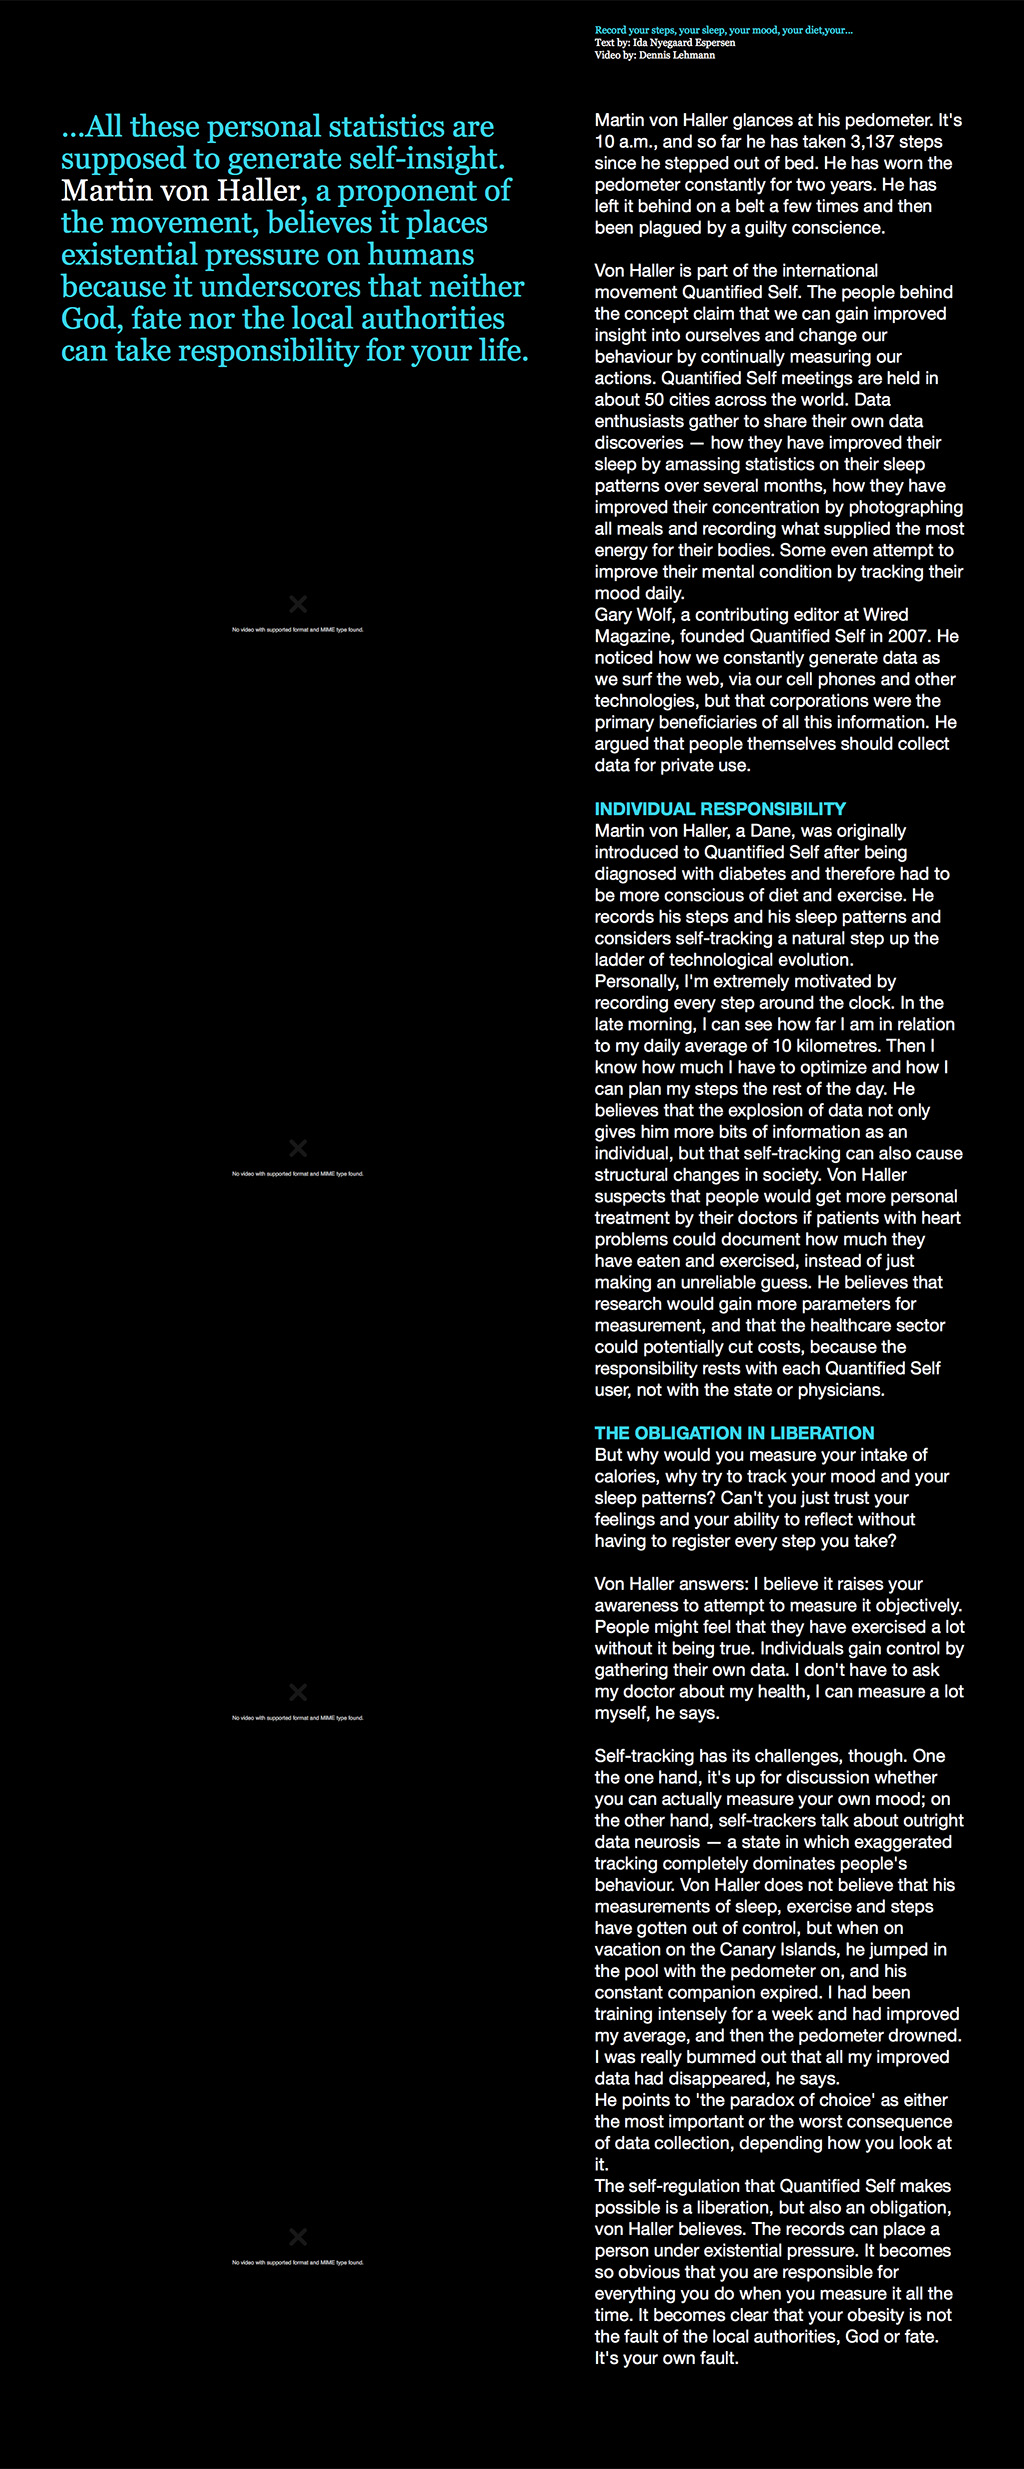 Record your steps, your sleep, your mood, your diet,your...
Text by: Ida Nyegaard Espersen
Video by: Dennis Lehmann
...All these personal statistics are
supposed to generate self-insight.
Martin von Haller, a proponent of
the movement, believes it places
existential pressure on humans
because it underscores that neither
God, fate nor the local authorities
can take responsibility for your life.
No video with supported format and MIME type found.
No video with supported format and MIME type found.
No video with supported format and MIME type found.
No video with supported format and MIME type found.
Martin von Haller glances at his pedometer. It's
10 a.m., and so far he has taken 3,137 steps
since he stepped out of bed. He has worn the
pedometer constantly for two years. He has
left it behind on a belt a few times and then
been plagued by a guilty conscience.
Von Haller is part of the international
movement Quantified Self. The people behind
the concept claim that we can gain improved
insight into ourselves and change our
behaviour by continually measuring our
actions. Quantified Self meetings are held in
about 50 cities across the world. Data
enthusiasts gather to share their own data
discoveries — how they have improved their
sleep by amassing statistics on their sleep
patterns over several months, how they have
improved their concentration by photographing
all meals and recording what supplied the most
energy for their bodies. Some even attempt to
improve their mental condition by tracking their
mood daily.
Gary Wolf, a contributing editor at Wired
Magazine, founded Quantified Self in 2007. He
noticed how we constantly generate data as
we surf the web, via our cell phones and other
technologies, but that corporations were the
primary beneficiaries of all this information. He
argued that people themselves should collect
data for private use.
INDIVIDUAL RESPONSIBILITY
Martin von Haller, a Dane, was originally
introduced to Quantified Self after being
diagnosed with diabetes and therefore had to
be more conscious of diet and exercise. He
records his steps and his sleep patterns and
considers self-tracking a natural step up the
ladder of technological evolution.
Personally, I'm extremely motivated by
recording every step around the clock. In the
late morning, I can see how far I am in relation
to my daily average of 10 kilometres. Then I
know how much I have to optimize and how I
can plan my steps the rest of the day. He
believes that the explosion of data not only
gives him more bits of information as an
individual, but that self-tracking can also cause
structural changes in society. Von Haller
suspects that people would get more personal
treatment by their doctors if patients with heart
problems could document how much they
have eaten and exercised, instead of just
making an unreliable guess. He believes that
research would gain more parameters for
measurement, and that the healthcare sector
could potentially cut costs, because the
responsibility rests with each Quantified Self
user, not with the state or physicians.
THE OBLIGATION IN LIBERATION
But why would you measure your intake of
calories, why try to track your mood and your
sleep patterns? Can't you just trust your
feelings and your ability to reflect without
having to register every step you take?
Von Haller answers: I believe it raises your
awareness to attempt to measure it objectively.
People might feel that they have exercised a lot
without it being true. Individuals gain control by
gathering their own data. I don't have to ask
my doctor about my health, I can measure a lot
myself, he says.
Self-tracking has its challenges, though. One
the one hand, it's up for discussion whether
you can actually measure your own mood; on
the other hand, self-trackers talk about outright
data neurosis — a state in which exaggerated
tracking completely dominates people's
behaviour. Von Haller does not believe that his
measurements of sleep, exercise and steps
have gotten out of control, but when on
vacation on the Canary Islands, he jumped in
the pool with the pedometer on, and his
constant companion expired. I had been
training intensely for a week and had improved
my average, and then the pedometer drowned.
I was really bummed out that all my improved
data had disappeared, he says.
He points to 'the paradox of choice' as either
the most important or the worst consequence
of data collection, depending how you look at
it.
The self-regulation that Quantified Self makes
possible is a liberation, but also an obligation,
von Haller believes. The records can place a
person under existential pressure. It becomes
so obvious that you are responsible for
everything you do when you measure it all the
time. It becomes clear that your obesity is not
the fault of the local authorities, God or fate.
It's your own fault.